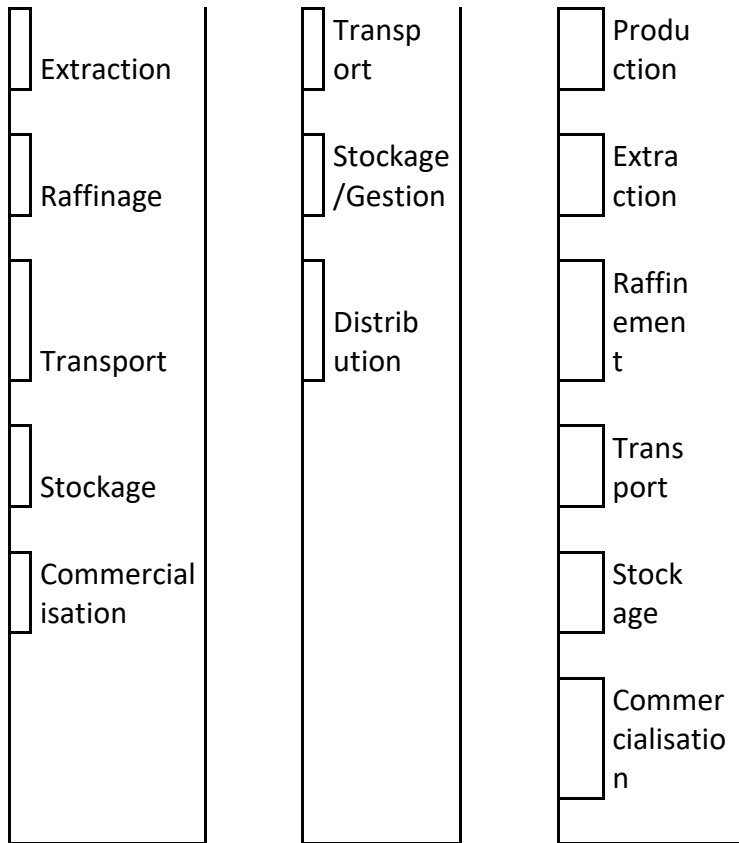 Extraction
Raffinage
Transport
Stockage
Commercial
isation
Transp
ort
Stockage
/Gestion
Distrib
ution
Produ
ction
Extra
ction
Raffin
emen
t
Trans
port
Stock
age
Commer
cialisatio
n